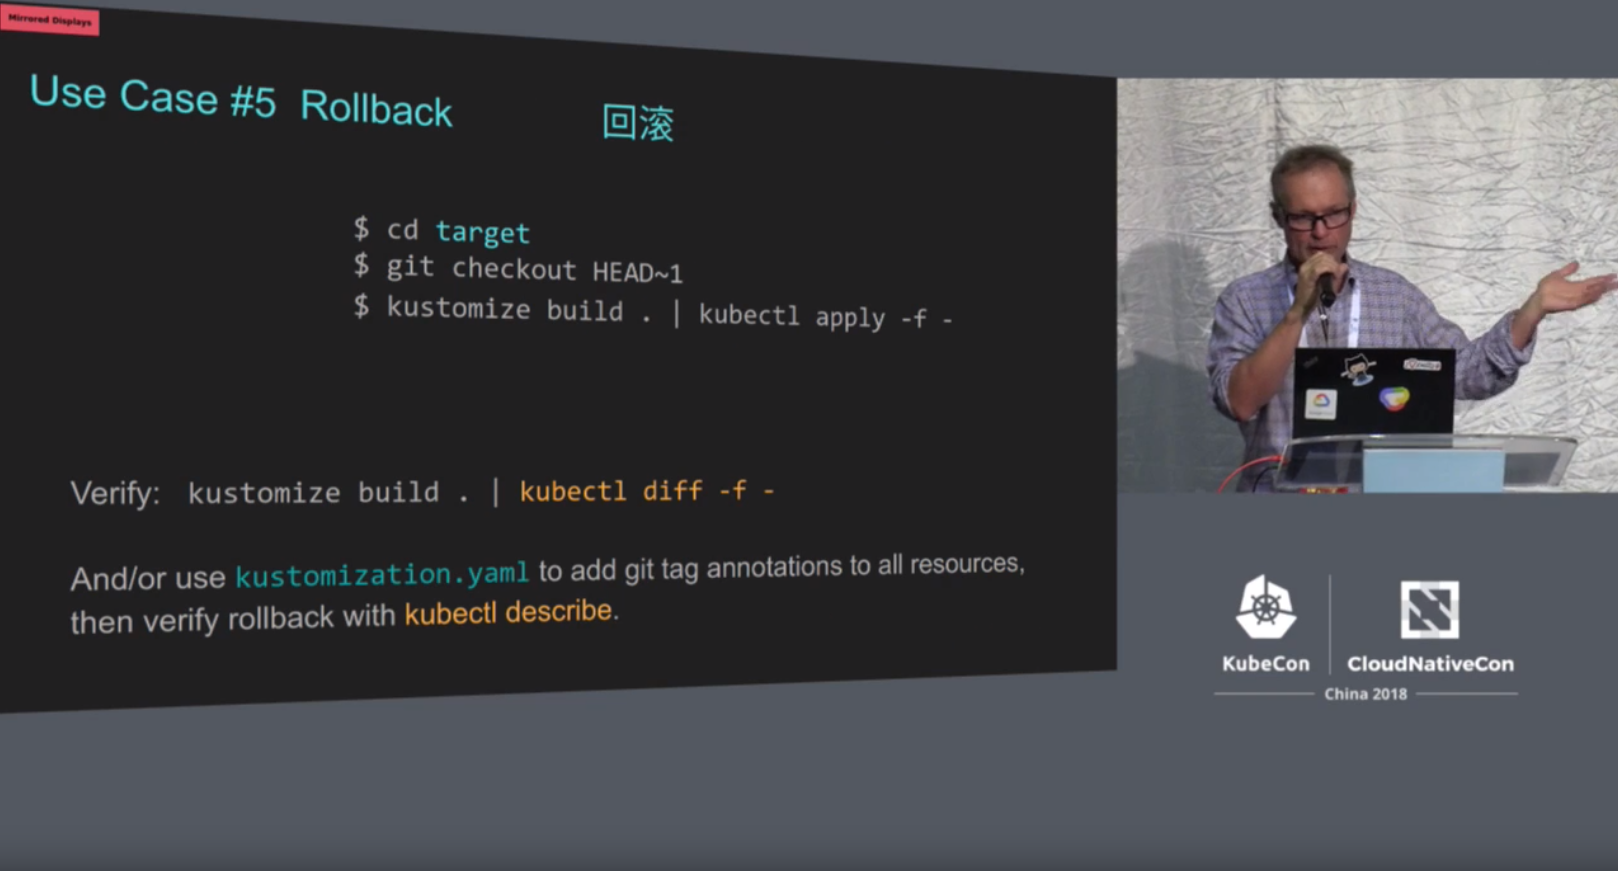 Mirrored Displays
Use Case #5 Rollback 回滚
$ cd target
$ git checkout HEAD~1
$ kustomize build . | kubectl apply -f -
Verify: kustomize build . | kubectl diff -f -
And/or use kustomization.yaml to add git tag annotations to all resources,
then verify rollback with kubectl describe.
KubeCon
CloudNativeCon
China 2018